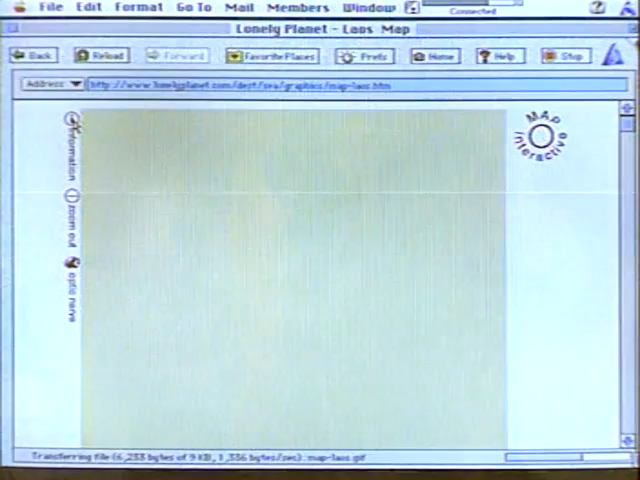 File Edit Format Go To Mail Members Window
Connected
Lonely Planet - Laos Map
Back Reload Forward Favorite Places Prefs Home Help Stop
Address: http://www.lonelyplanet.com/dest/sea/graphics/map-laos.htm
MAP
interactive
information
zoom out
optic nerve
Transferring file (6,233 bytes of 9 KB, 1,336 bytes/sec): map-laos.gif